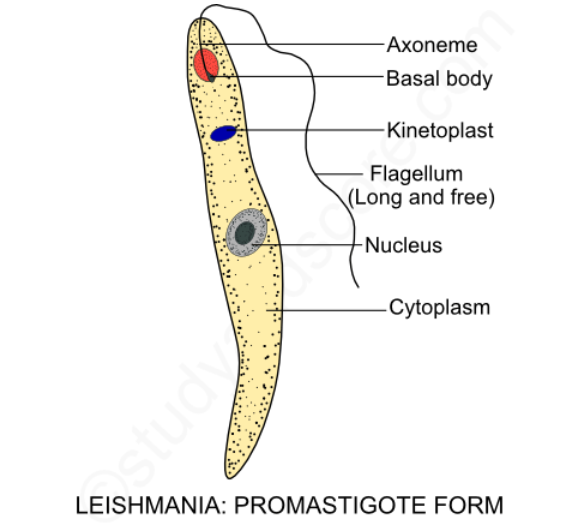 Axoneme
Basal body
Kinetoplast
Flagellum
(Long and free)
Nucleus
Cytoplasm
LEISHMANIA: PROMASTIGOTE FORM